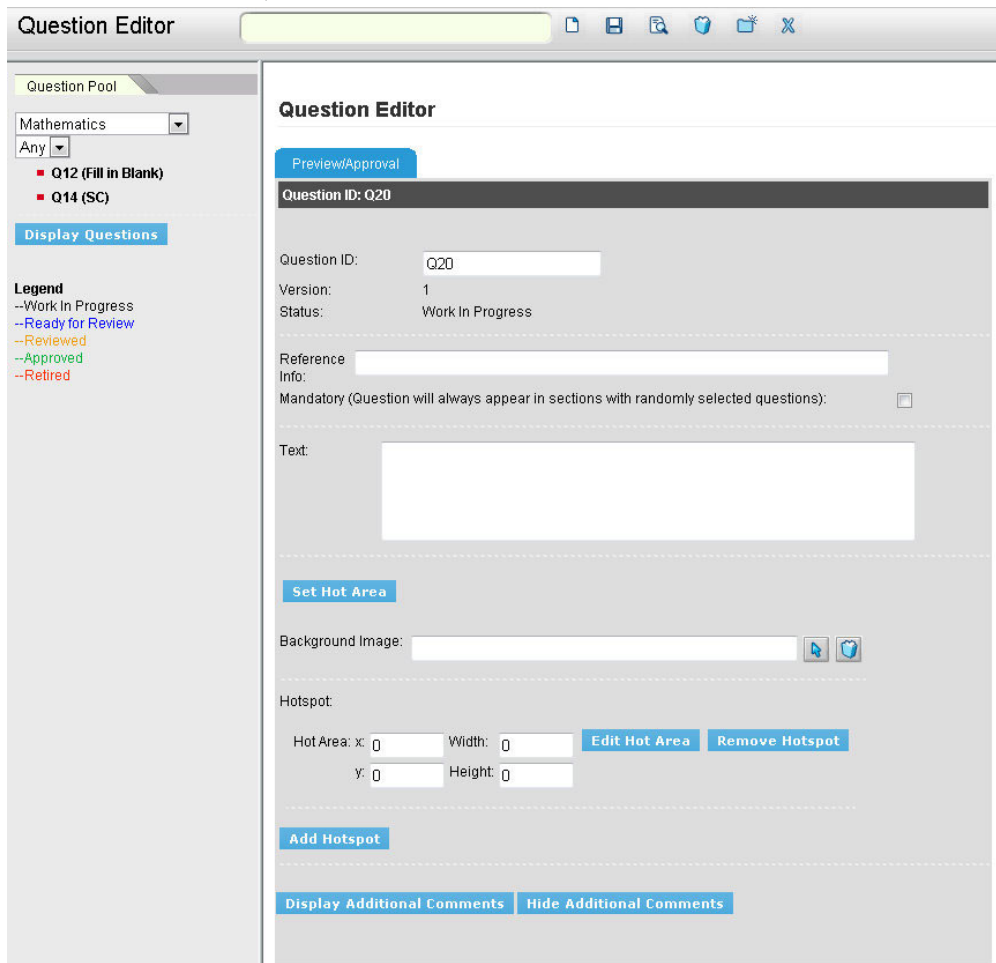 Question Editor
Question Pool
Mathematics
Any
Q12 (Fill in Blank)
Q14 (SC)
Display Questions
Legend
--Work In Progress
--Ready for Review
--Reviewed
--Approved
--Retired
Question Editor
Preview/Approval
Question ID: Q20
Question ID: Q20
Version: 1
Status: Work In Progress
Reference
Info:
Mandatory (Question will always appear in sections with randomly selected questions):
Text:
Set Hot Area
Background Image:
Hotspot:
Hot Area: x: 0 Width: 0 Edit Hot Area Remove Hotspot
y: 0 Height: 0
Add Hotspot
Display Additional Comments Hide Additional Comments